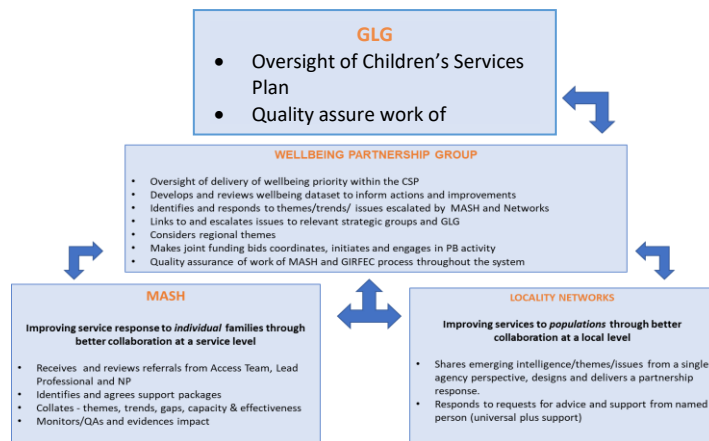 GLG
• Oversight of Children’s Services
Plan
• Quality assure work of
WELLBEING PARTNERSHIP GROUP
• Oversight of delivery of wellbeing priority within the CSP
• Develops and reviews wellbeing dataset to inform actions and improvements
• Identifies and responds to themes/trends/ issues escalated by MASH and Networks
• Links to and escalates issues to relevant strategic groups and GLG
• Considers regional themes
• Makes joint funding bids coordinates, initiates and engages in PB activity
• Quality assurance of work of MASH and GIRFEC process throughout the system
MASH
Improving service response to individual families through
better collaboration at a service level
• Receives and reviews referrals from Access Team, Lead
Professional and NP
• Identifies and agrees support packages
• Collates - themes, trends, gaps, capacity & effectiveness
• Monitors/QAs and evidences impact
LOCALITY NETWORKS
Improving services to populations through better
collaboration at a local level
• Shares emerging intelligence/themes/issues from a single
agency perspective, designs and delivers a partnership
response.
• Responds to requests for advice and support from named
person (universal plus support)